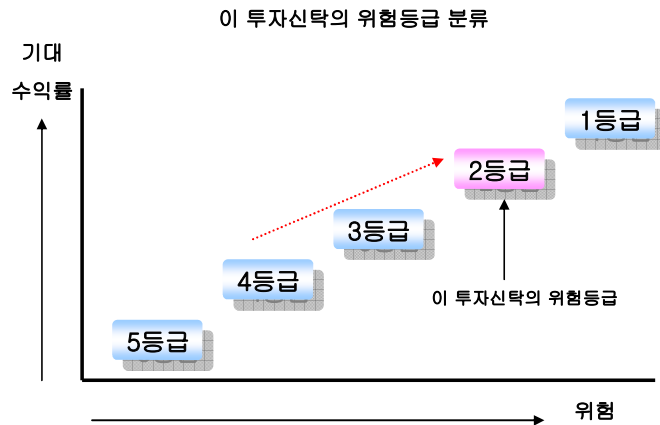 이 투자신탁의 위험등급 분류
기대
수익률
1등급
2등급
3등급
4등급
이 투자신탁의 위험등급
5등급
위험